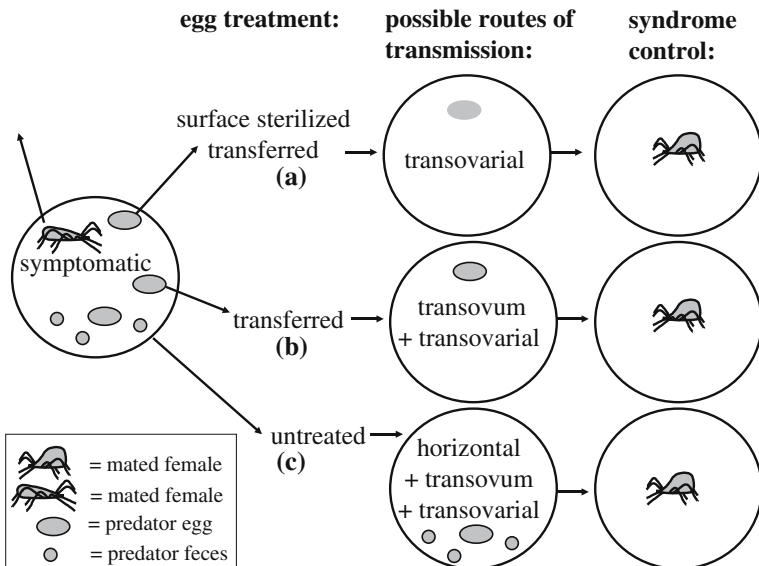 egg treatment:
possible routes of
transmission:
syndrome
control:
surface sterilized
transferred
(a)
transovarial
symptomatic
transferred
(b)
transovum
+ transovarial
untreated
(c)
horizontal
+ transovum
+ transovarial
= mated female
= mated female
= predator egg
= predator feces